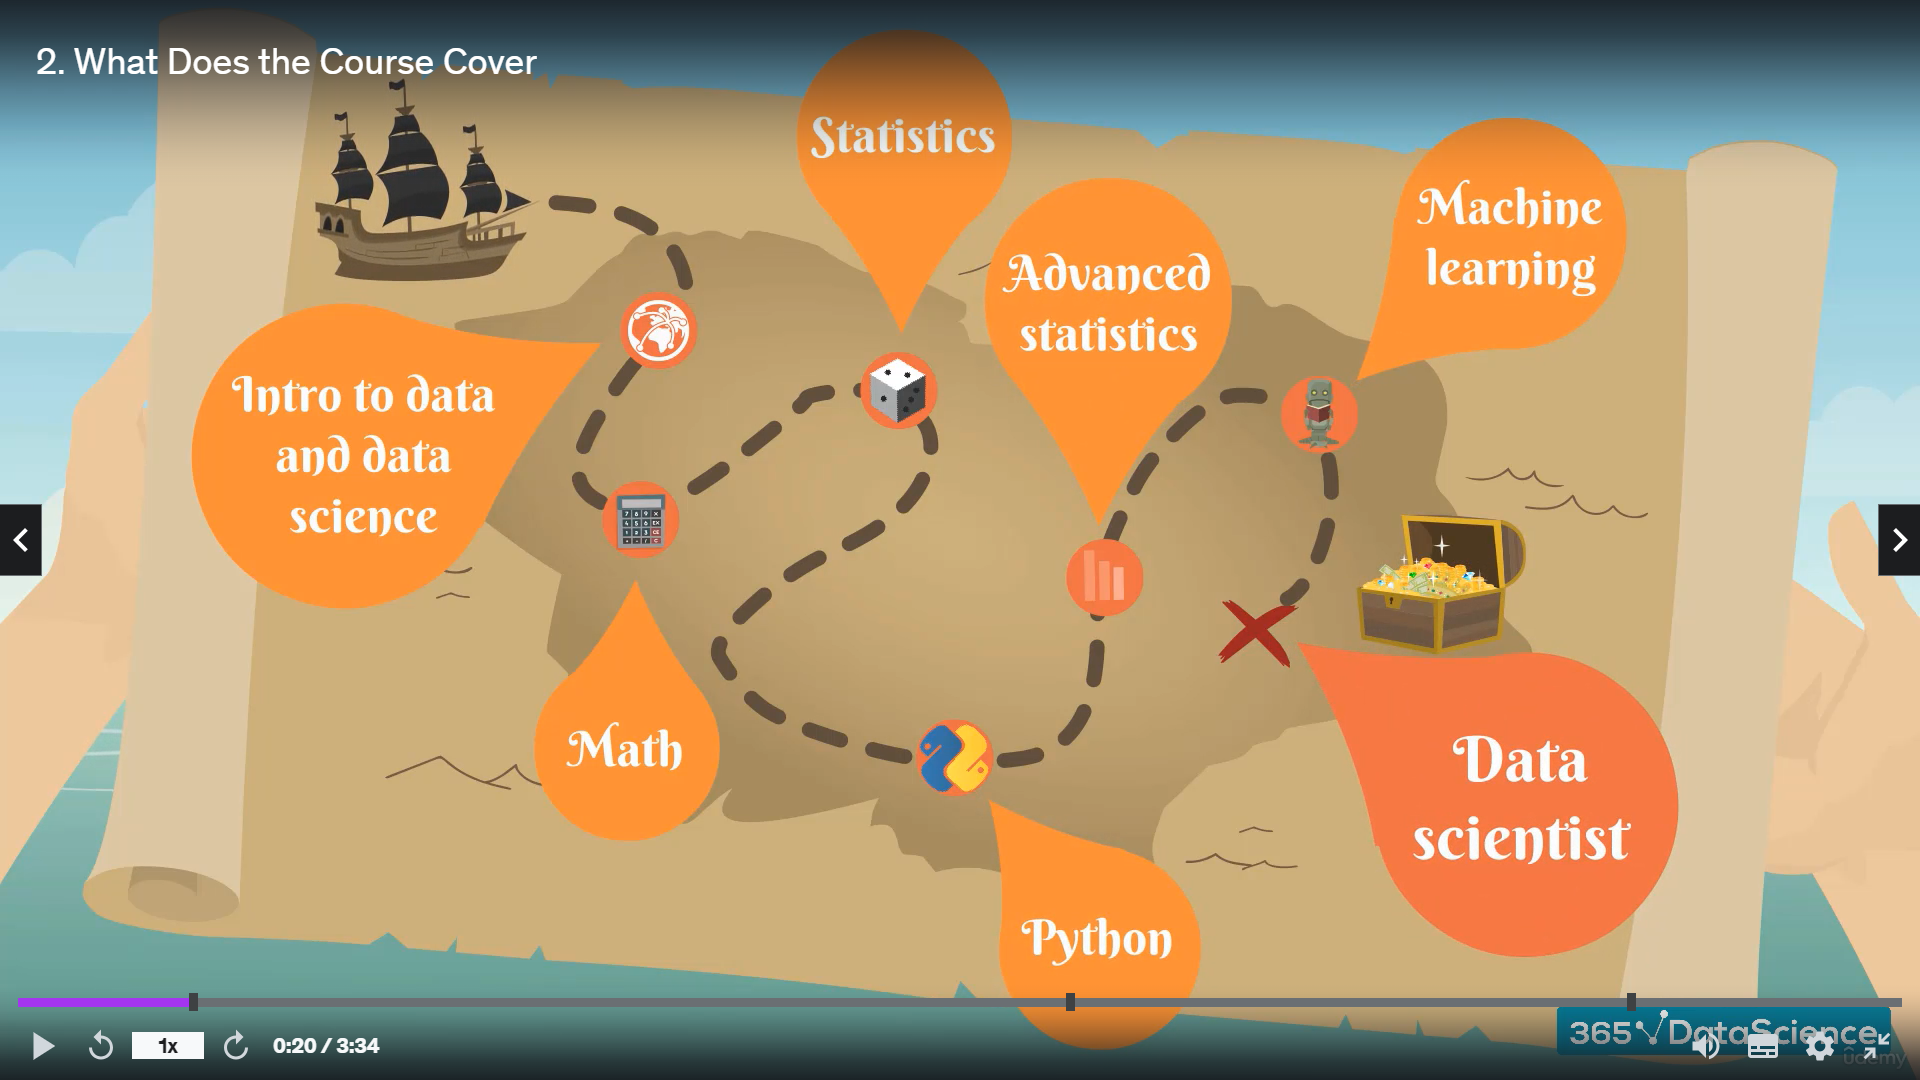 2. What Does the Course Cover
Statistics
Machine
learning
Advanced
statistics
Intro to data
and data
science
Math
Data
scientist
Python
1x
0:20 / 3:34
365 DataScience
udemy